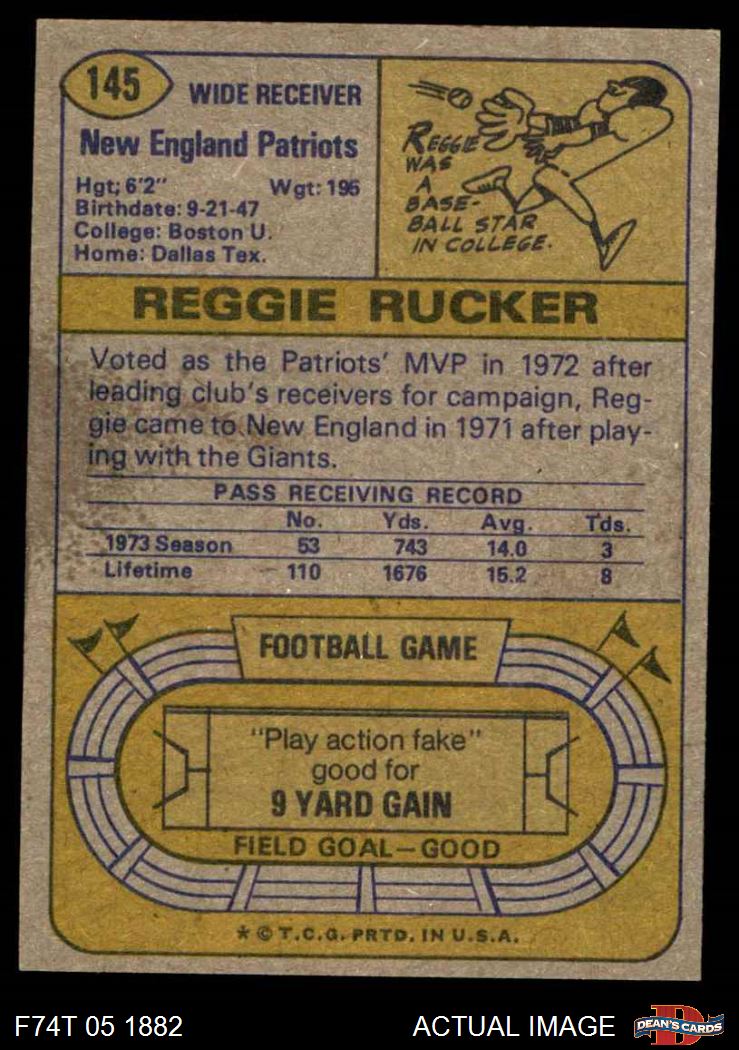 145
WIDE RECEIVER
New England Patriots
Hgt; 6'2" Wgt: 195
Birthdate: 9-21-47
College: Boston U.
Home: Dallas Tex.
REGGIE
WAS
A
BASE-
BALL STAR
IN COLLEGE.
REGGIE RUCKER
Voted as the Patriots' MVP in 1972 after
leading club's receivers for campaign, Reg-
gie came to New England in 1971 after play-
ing with the Giants.
PASS RECEIVING RECORD
No. Yds. Avg. Tds.
1973 Season 53 743 14.0 3
Lifetime 110 1676 15.2 8
FOOTBALL GAME
"Play action fake"
good for
9 YARD GAIN
FIELD GOAL—GOOD
* © T.C.G. PRTD. IN U.S.A.
F74T 05 1882 ACTUAL IMAGE
D
DEAN'S CARDS